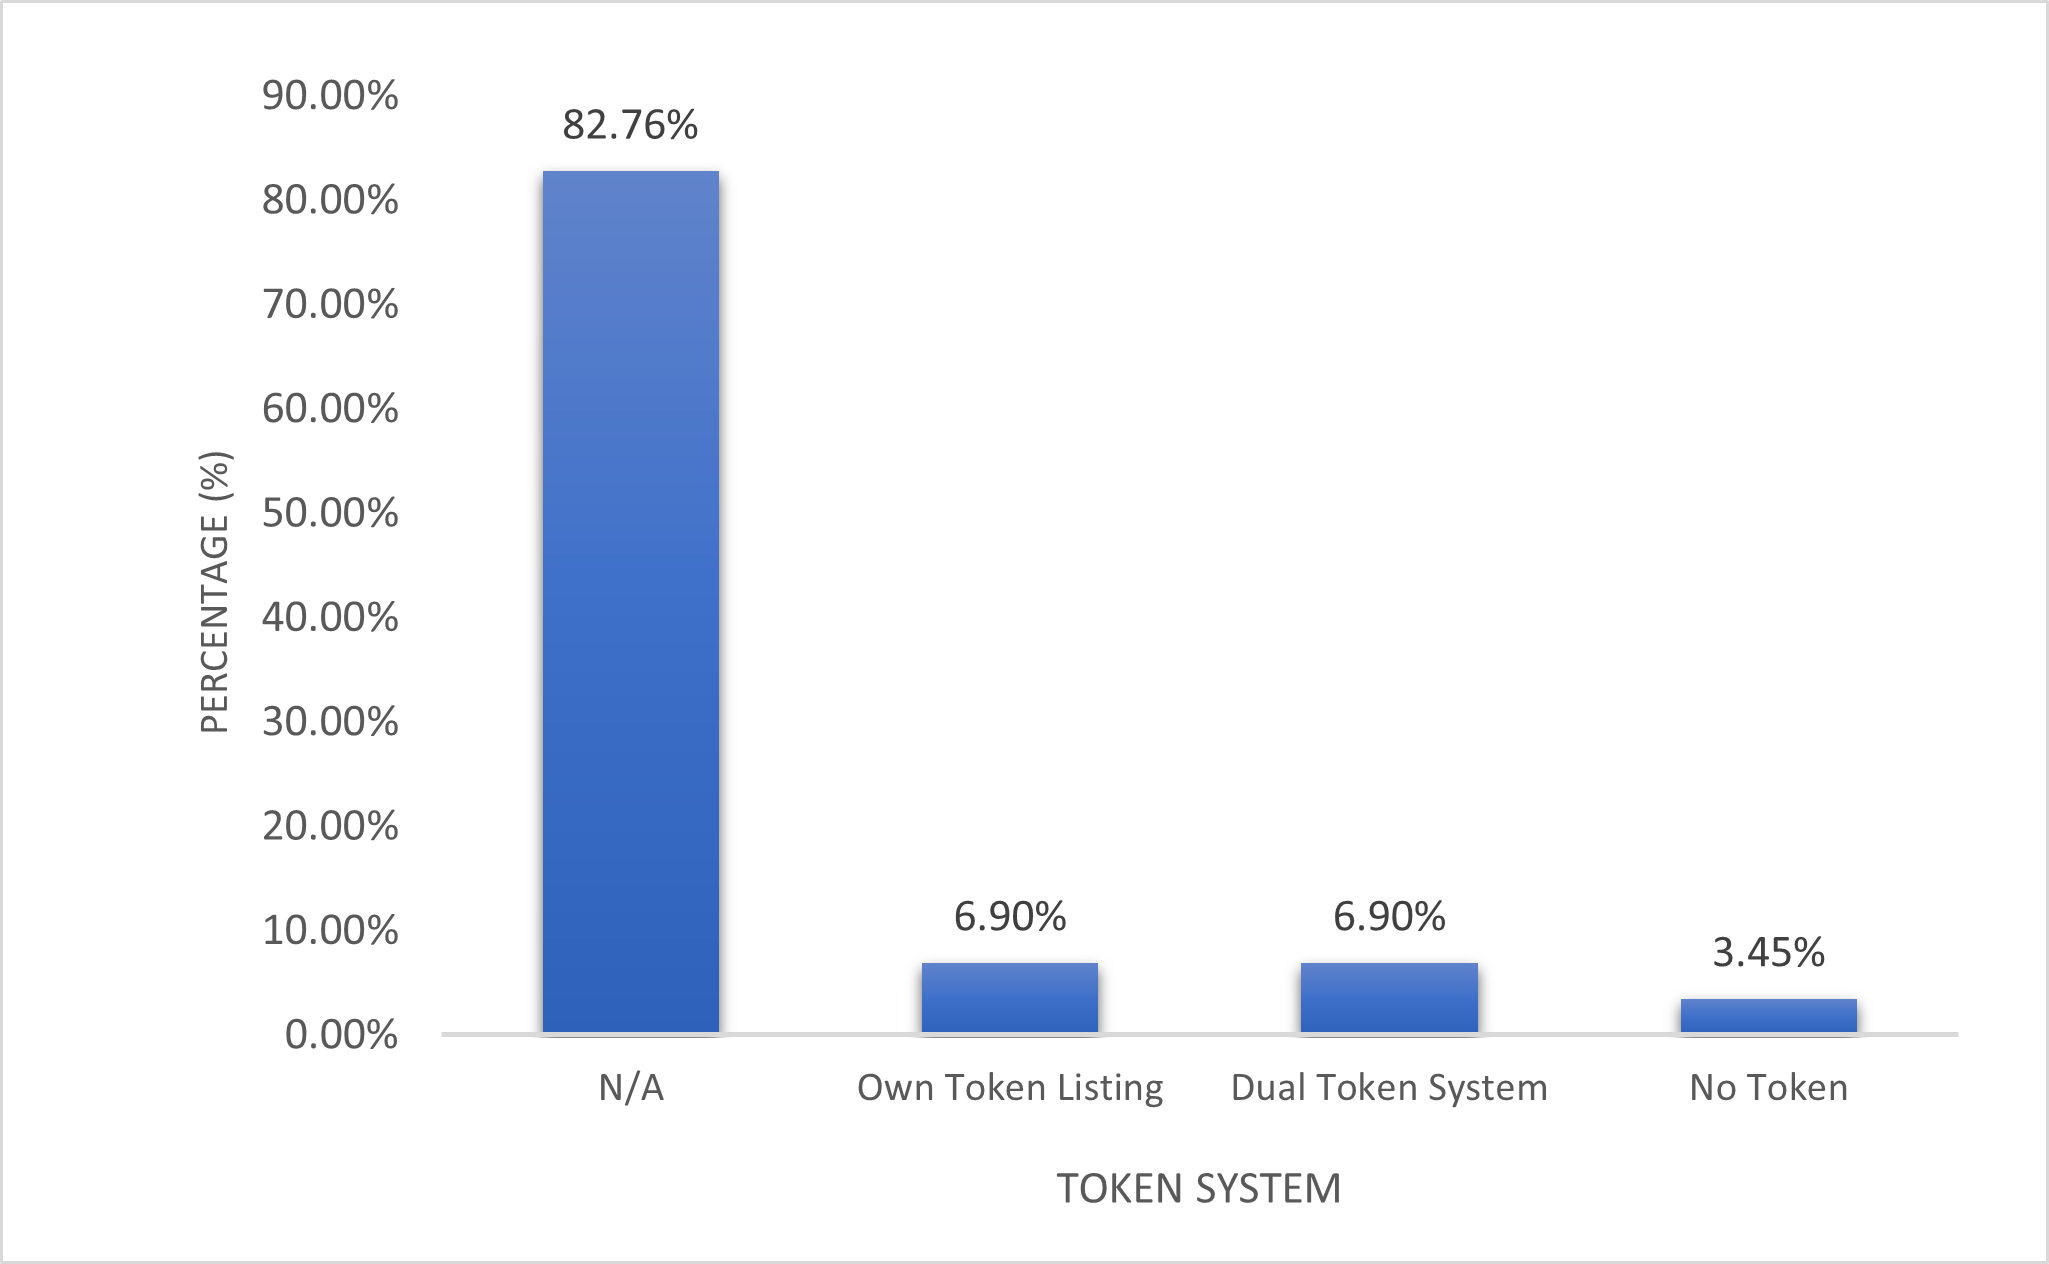 90.00%
80.00%
70.00%
60.00%
50.00%
40.00%
30.00%
20.00%
10.00%
0.00%
PERCENTAGE (%)
82.76%
6.90%
6.90%
3.45%
N/A
Own Token Listing
Dual Token System
No Token
TOKEN SYSTEM